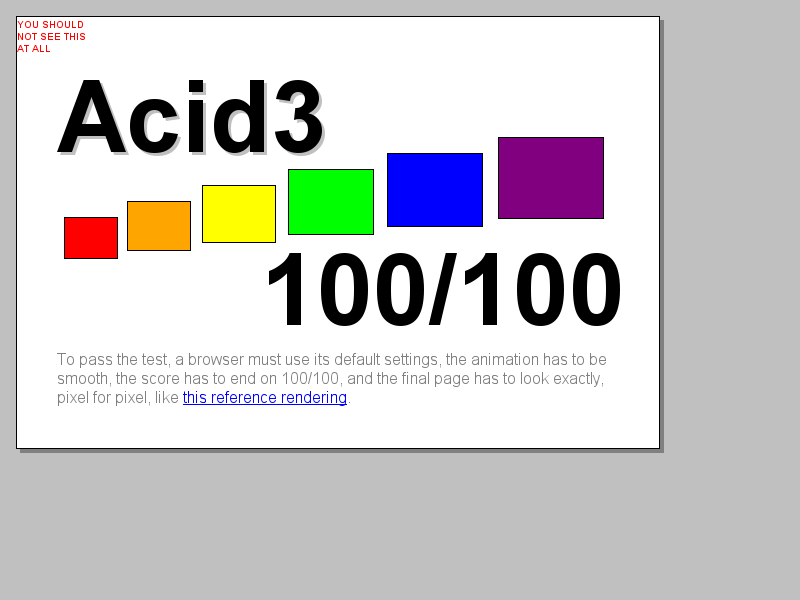 YOU SHOULD
NOT SEE THIS
AT ALL
Acid3
100/100
To pass the test, a browser must use its default settings, the animation has to be
smooth, the score has to end on 100/100, and the final page has to look exactly,
pixel for pixel, like this reference rendering.